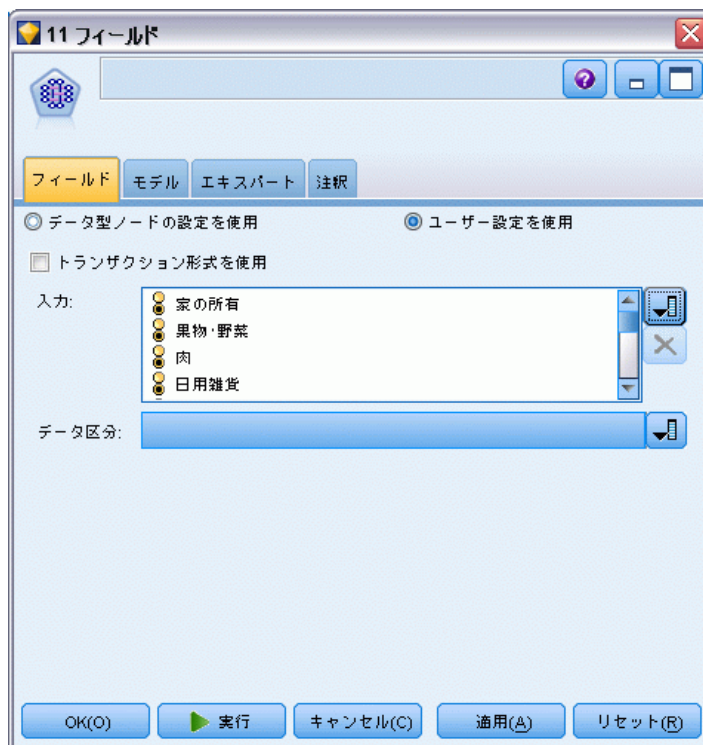 11 フィールド
フィールド モデル エキスパート 注釈
データ型ノードの設定を使用 ユーザー設定を使用
トランザクション形式を使用
入力:
家の所有
果物・野菜
肉
日用雑貨
データ区分:
OK(O) 実行 キャンセル(C) 適用(A) リセット(R)